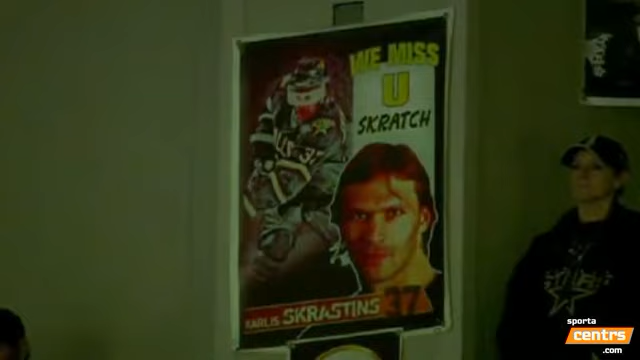 WE MISS
U
SKRATCH
KARLIS SKRASTINS 37
sporta
centrs
.com